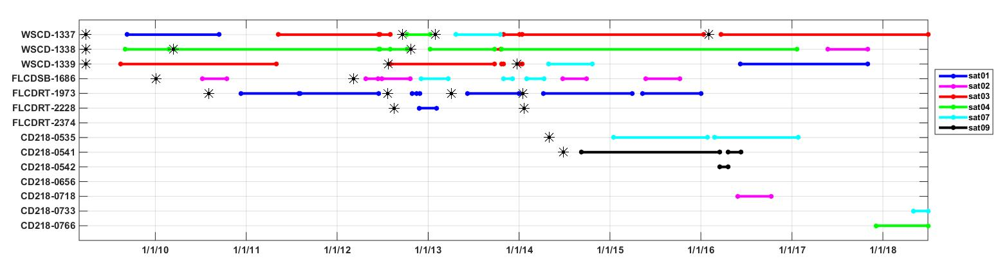 WSCD-1337
WSCD-1338
WSCD-1339
FLCDSB-1686
FLCDRT-1973
FLCDRT-2228
FLCDRT-2374
CD218-0535
CD218-0541
CD218-0542
CD218-0656
CD218-0718
CD218-0733
CD218-0766
1/1/10 1/1/11 1/1/12 1/1/13 1/1/14 1/1/15 1/1/16 1/1/17 1/1/18
sat01
sat02
sat03
sat04
sat07
sat09